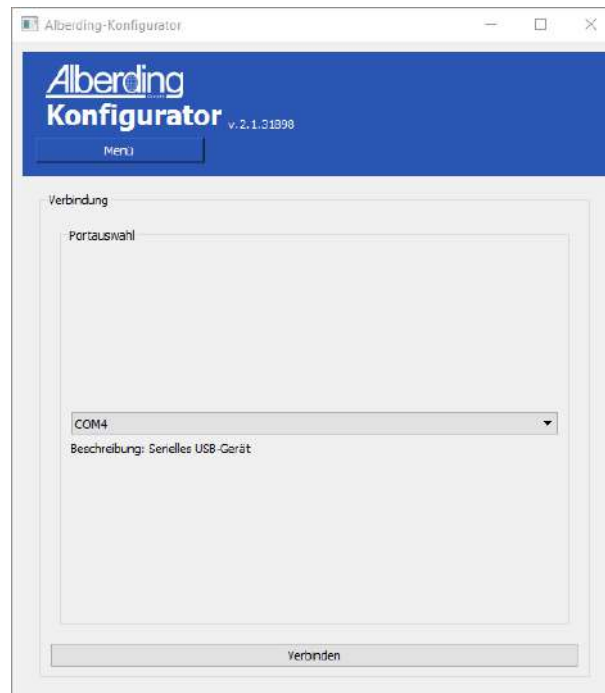 Alberding-Konfigurator
Alberding
Konfigurator v.2.1.31898
Menü
Verbindung
Portauswahl
COM4
Beschreibung: Serielles USB-Gerät
Verbinden